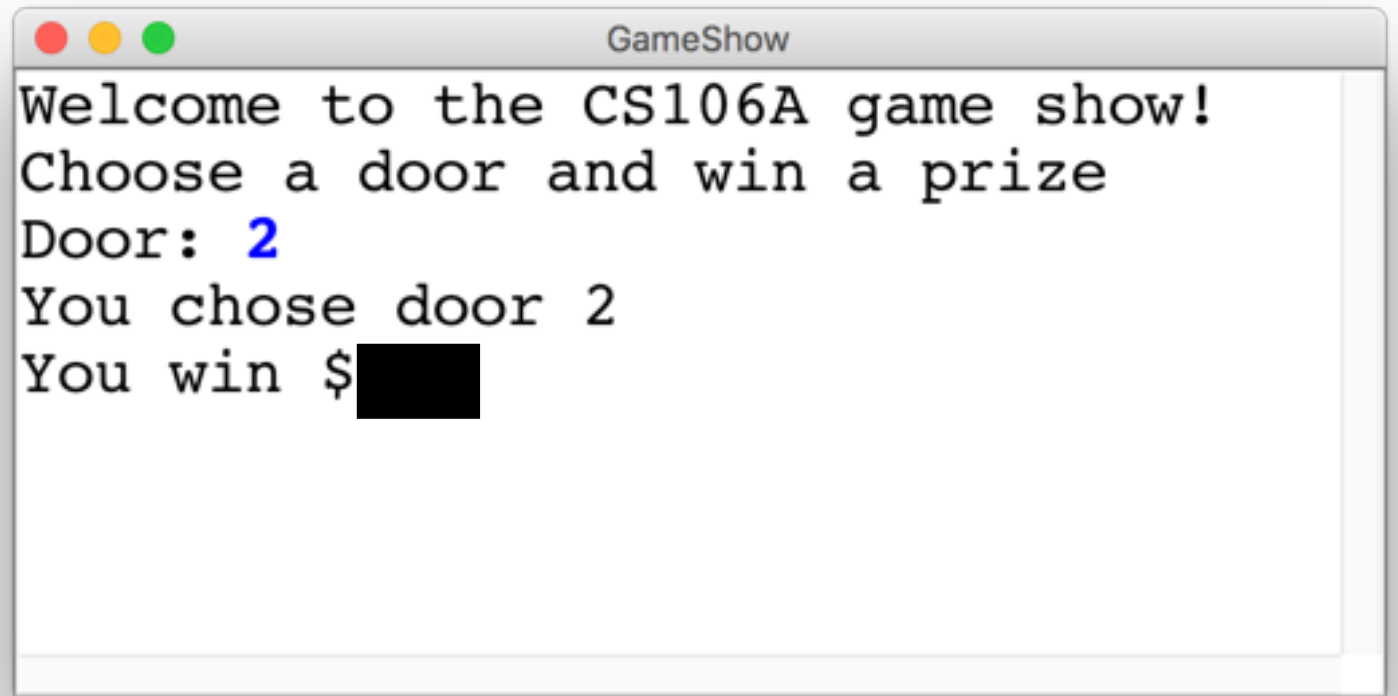 GameShow
Welcome to the CS106A game show!
Choose a door and win a prize
Door: 2
You chose door 2
You win $